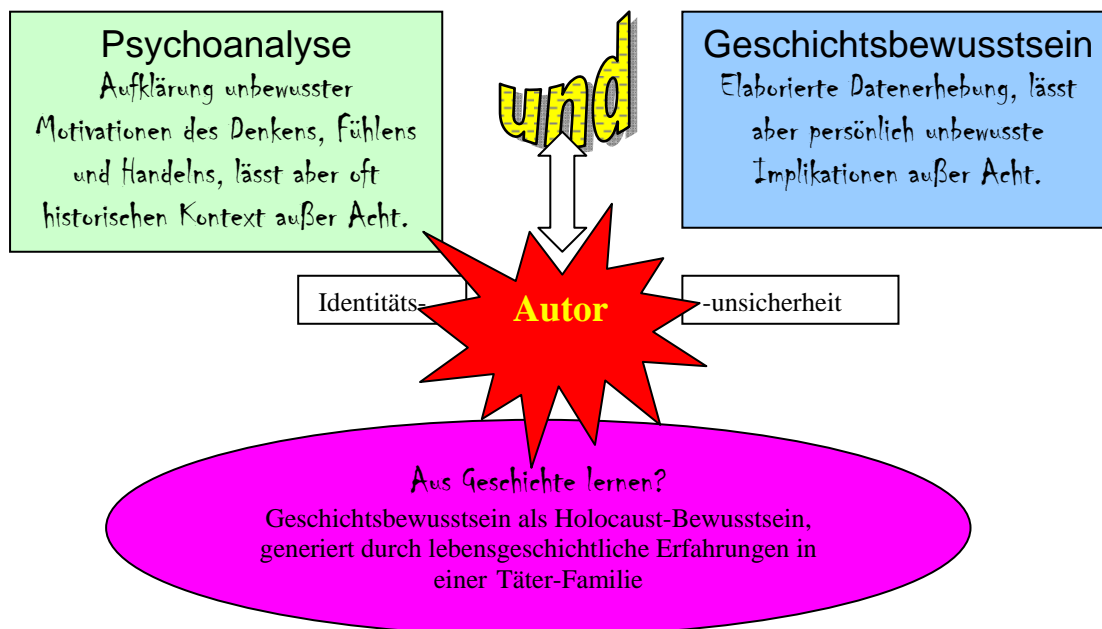 Psychoanalyse
Aufklärung unbewusster
Motivationen des Denkens, Fühlens
und Handelns, lässt aber oft
historischen Kontext außer Acht.
und
Geschichtsbewusstsein
Elaborierte Datenerhebung, lässt
aber persönlich unbewusste
Implikationen außer Acht.
Identitäts-
Autor
-unsicherheit
Aus Geschichte lernen?
Geschichtsbewusstsein als Holocaust-Bewusstsein,
generiert durch lebensgeschichtliche Erfahrungen in
einer Täter-Familie